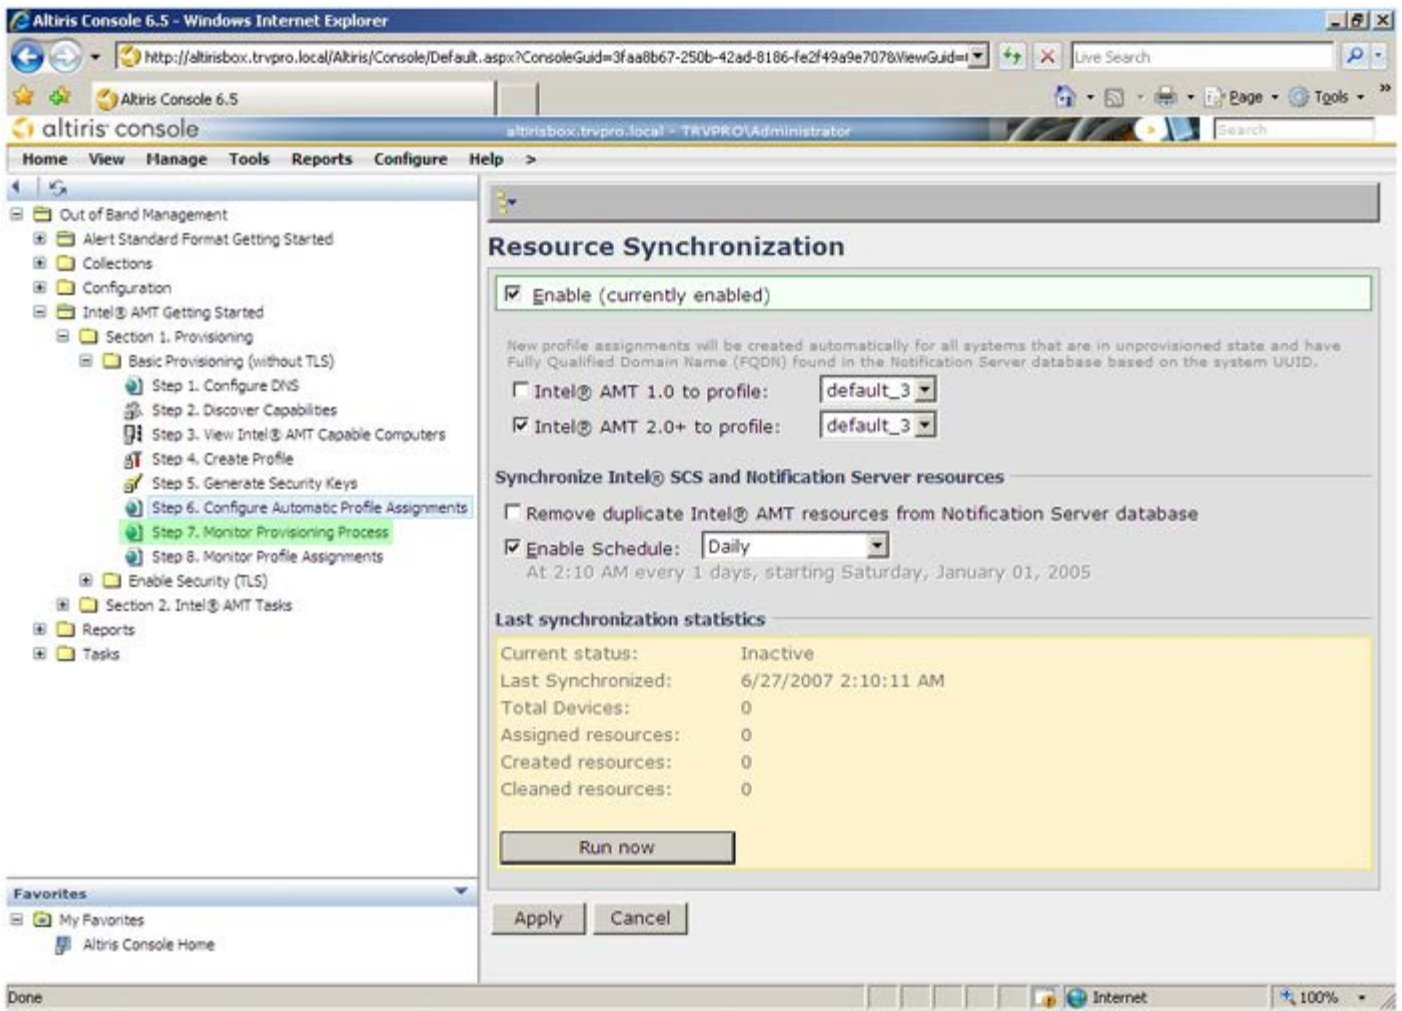 Altiris Console 6.5 - Windows Internet Explorer
http://altirisbox.trvpro.local/Altiris/Console/Default.aspx?ConsoleGuid=3faa8b67-250b-42ad-8186-fe2f49a9e707&ViewGuid=
Live Search
Altiris Console 6.5
Page
Tools
altiris console
altirisbox.trvpro.local - TRVPRO\Administrator
Search
Home View Manage Tools Reports Configure Help >
Out of Band Management
Alert Standard Format Getting Started
Collections
Configuration
Intel® AMT Getting Started
Section 1. Provisioning
Basic Provisioning (without TLS)
Step 1. Configure DNS
Step 2. Discover Capabilities
Step 3. View Intel® AMT Capable Computers
Step 4. Create Profile
Step 5. Generate Security Keys
Step 6. Configure Automatic Profile Assignments
Step 7. Monitor Provisioning Process
Step 8. Monitor Profile Assignments
Enable Security (TLS)
Section 2. Intel® AMT Tasks
Reports
Tasks
Favorites
My Favorites
Altiris Console Home
Resource Synchronization
Enable (currently enabled)
New profile assignments will be created automatically for all systems that are in unprovisioned state and have
Fully Qualified Domain Name (FQDN) found in the Notification Server database based on the system UUID.
Intel® AMT 1.0 to profile: default_3
Intel® AMT 2.0+ to profile: default_3
Synchronize Intel® SCS and Notification Server resources
Remove duplicate Intel® AMT resources from Notification Server database
Enable Schedule: Daily
At 2:10 AM every 1 days, starting Saturday, January 01, 2005
Last synchronization statistics
Current status: Inactive
Last Synchronized: 6/27/2007 2:10:11 AM
Total Devices: 0
Assigned resources: 0
Created resources: 0
Cleaned resources: 0
Run now
Apply Cancel
Done
Internet
100%